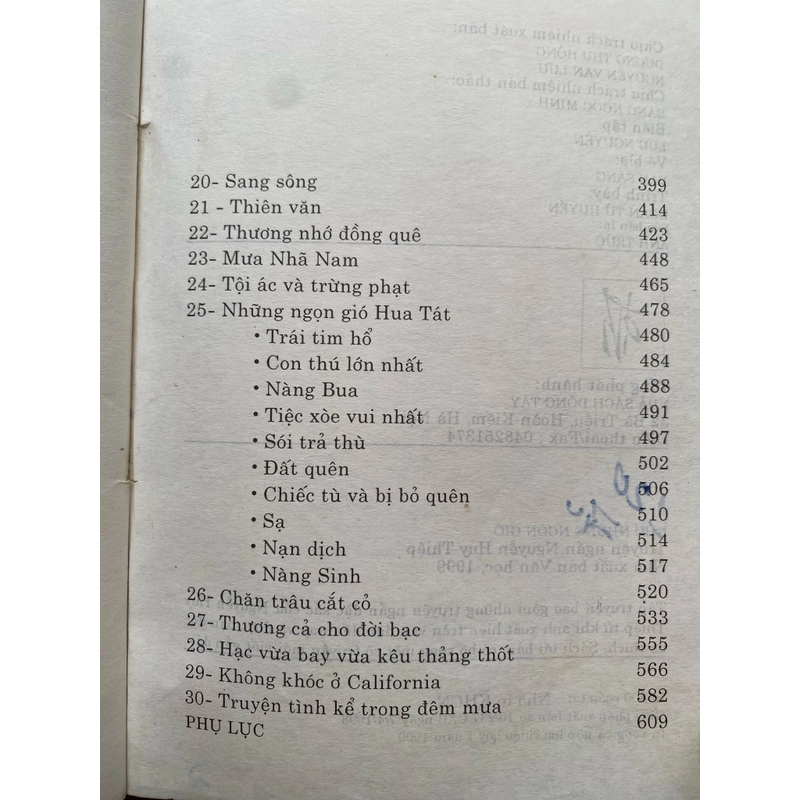 20- Sang sông 399
21 - Thiên văn 414
22- Thương nhớ đồng quê 423
23- Mưa Nhã Nam 448
24- Tội ác và trừng phạt 465
25- Những ngọn gió Hua Tát 478
• Trái tim hổ 480
• Con thú lớn nhất 484
• Nàng Bua 488
• Tiệc xòe vui nhất 491
• Sói trả thù 497
• Đất quên 502
• Chiếc tù và bị bỏ quên 506
• Sạ 510
• Nạn dịch 514
• Nàng Sinh 517
26- Chăn trâu cắt cỏ 520
27- Thương cả cho đời bạc 533
28- Hạc vừa bay vừa kêu thảng thốt 555
29- Không khóc ở California 566
30- Truyện tình kể trong đêm mưa 582
PHỤ LỤC 609